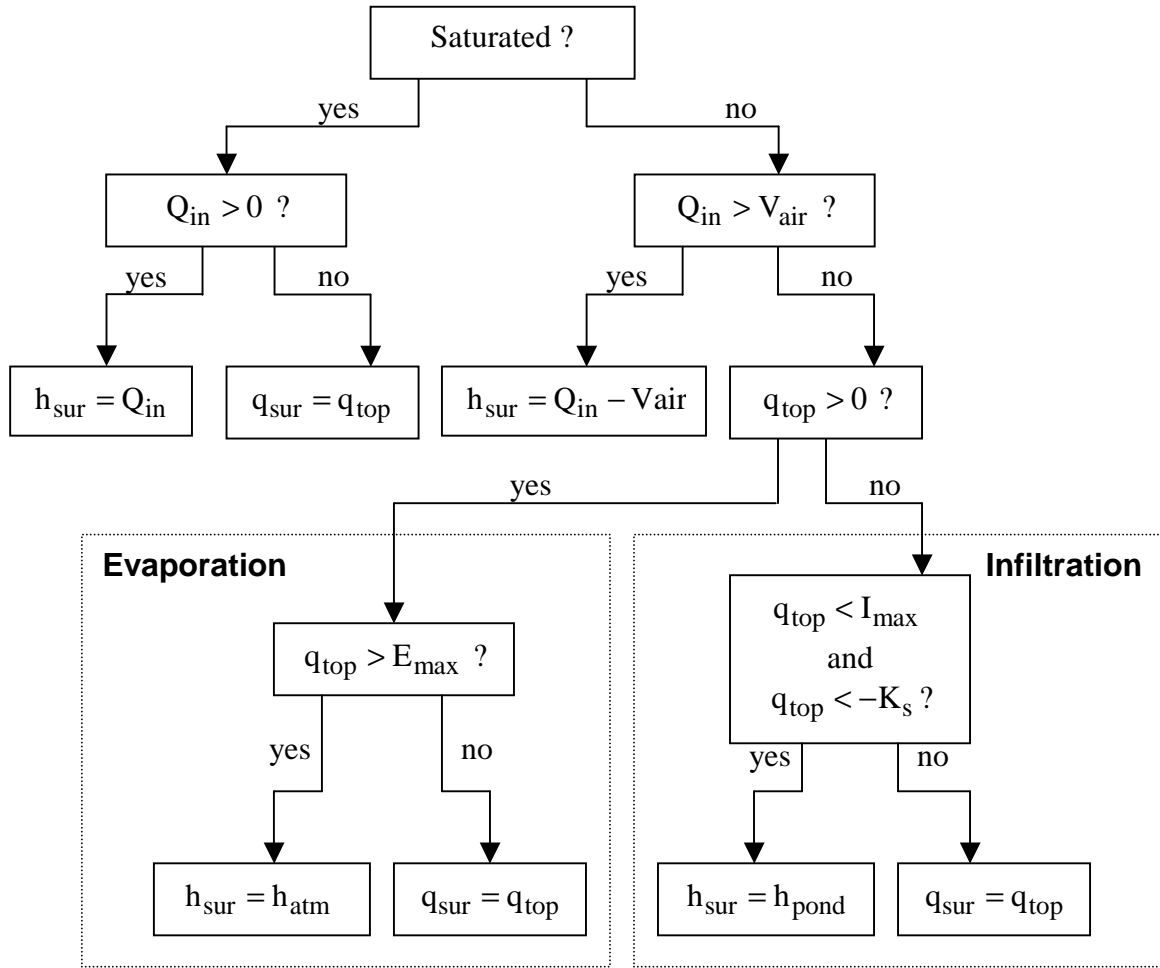 Saturated ?
yes
no
Q_in > 0 ?
Q_in > V_air ?
yes
no
yes
no
h_sur = Q_in
q_sur = q_top
h_sur = Q_in − Vair
q_top > 0 ?
yes
no
Evaporation
Infiltration
q_top > E_max ?
q_top < I_max
and
q_top < −K_s ?
yes
no
yes
no
h_sur = h_atm
q_sur = q_top
h_sur = h_pond
q_sur = q_top